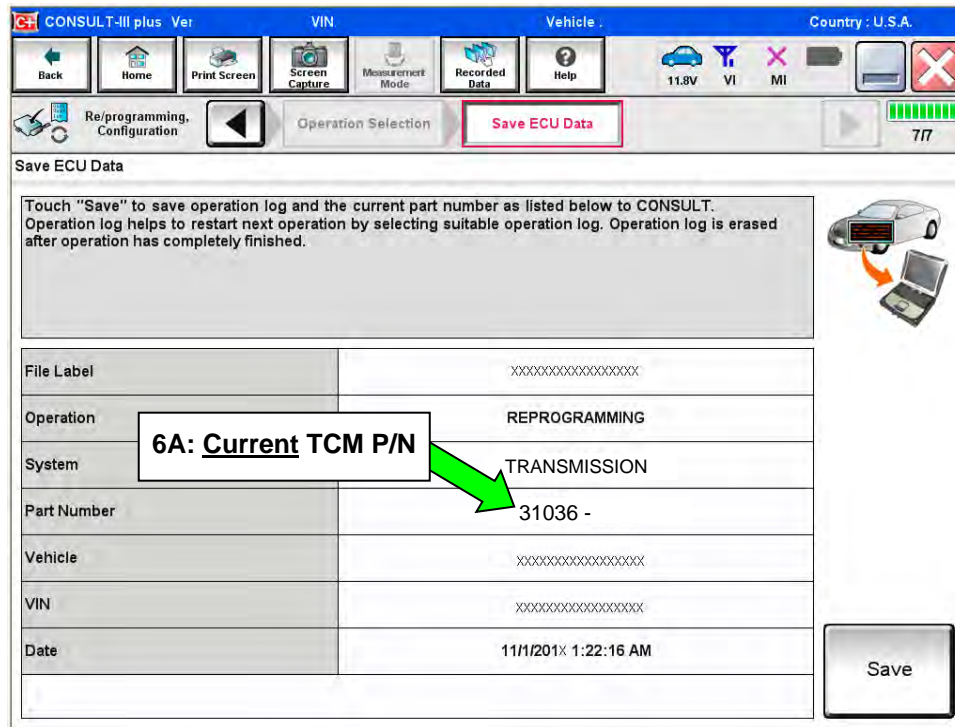 C+ CONSULT-III plus Ver VIN Vehicle : Country : U.S.A.
Back Home Print Screen Screen Capture Measurement Mode Recorded Data Help 11.8V VI MI
Re/programming, Configuration Operation Selection Save ECU Data 7/7
Save ECU Data
Touch "Save" to save operation log and the current part number as listed below to CONSULT.
Operation log helps to restart next operation by selecting suitable operation log. Operation log is erased
after operation has completely finished.
File Label XXXXXXXXXXXXXXXXX
Operation REPROGRAMMING
6A: Current TCM P/N
System TRANSMISSION
Part Number 31036 -
Vehicle XXXXXXXXXXXXXXXXX
VIN XXXXXXXXXXXXXXXXX
Date 11/1/201X 1:22:16 AM
Save